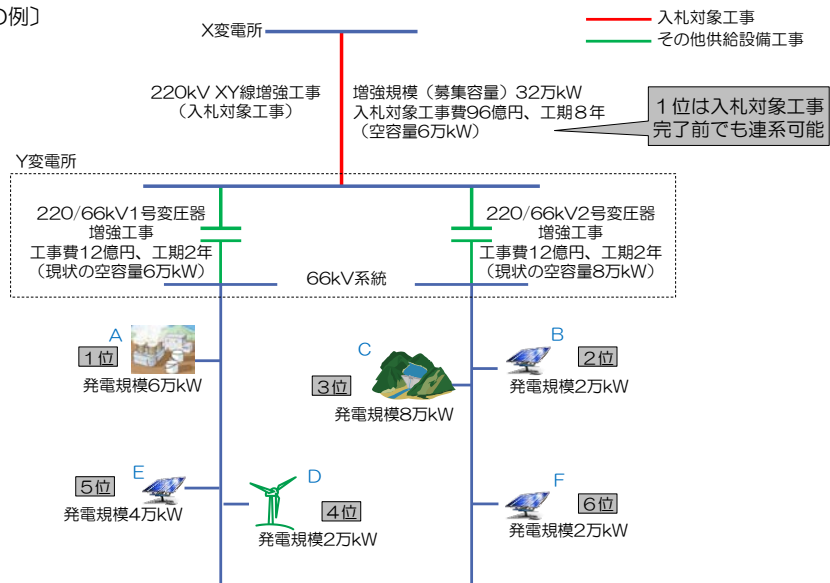 の例〕
X変電所
入札対象工事
その他供給設備工事
220kV XY線増強工事
（入札対象工事）
増強規模（募集容量）32万kW
入札対象工事費96億円、工期８年
（空容量6万kW）
１位は入札対象工事
完了前でも連系可能
Y変電所
220/66kV1号変圧器
増強工事
工事費12億円、工期2年
（現状の空容量6万kW）
220/66kV2号変圧器
増強工事
工事費12億円、工期2年
（現状の空容量8万kW）
66kV系統
A
1位
発電規模6万kW
C
3位
発電規模8万kW
B
2位
発電規模2万kW
E
5位
発電規模4万kW
D
4位
発電規模2万kW
F
6位
発電規模2万kW